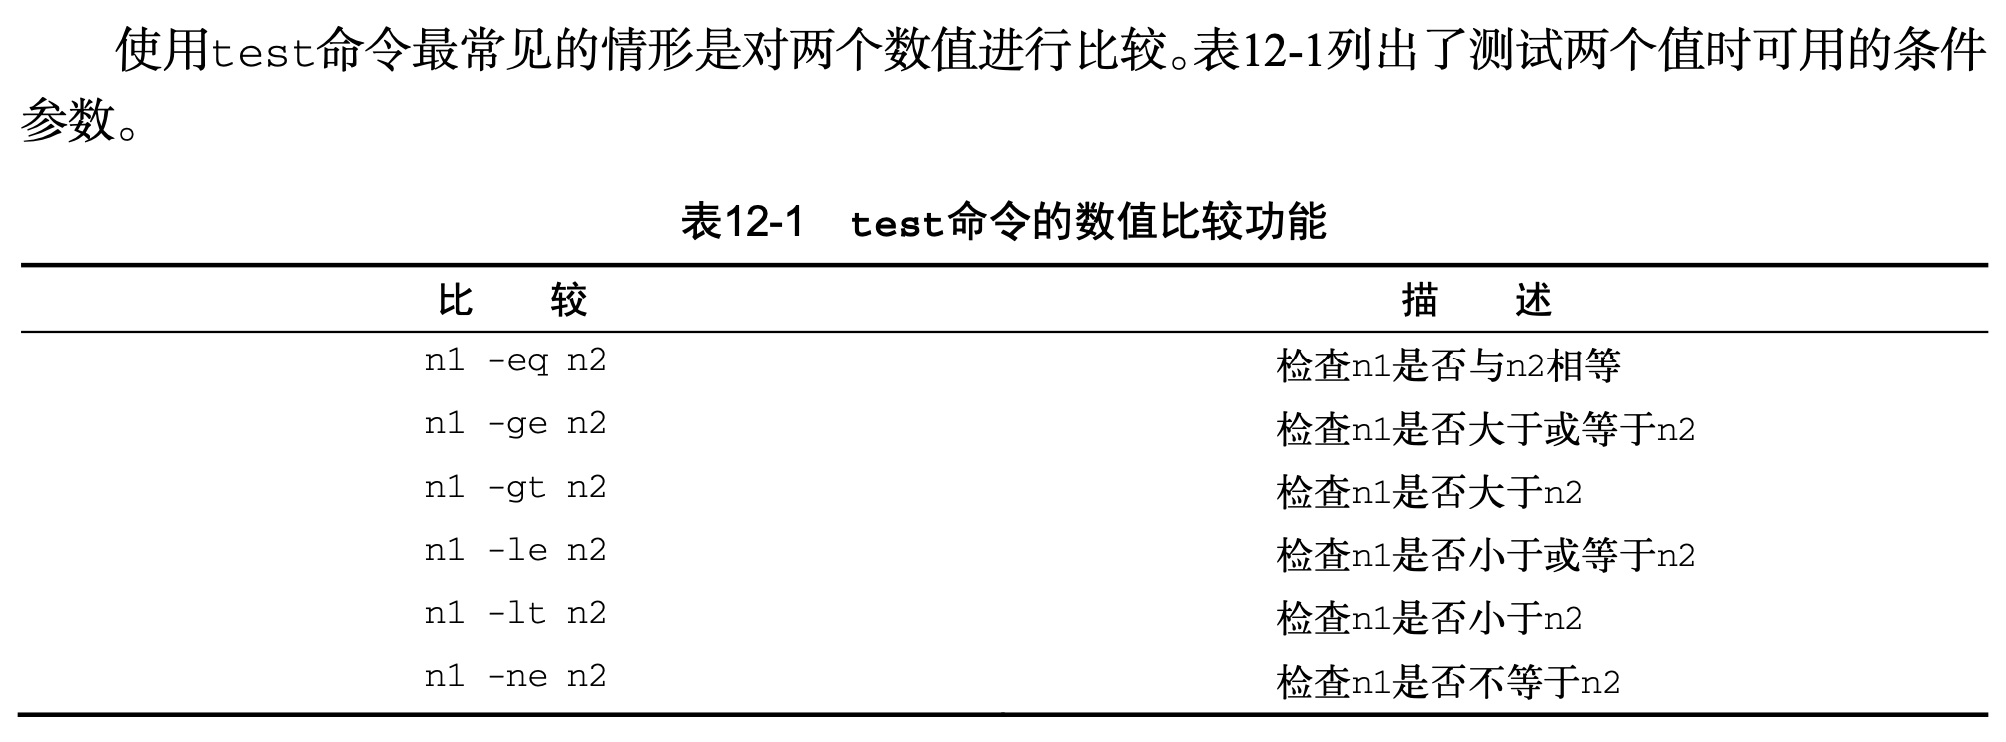 使用test命令最常见的情形是对两个数值进行比较。表12-1列出了测试两个值时可用的条件
参数。
表12-1 test命令的数值比较功能
比 较 描 述
n1 -eq n2 检查n1是否与n2相等
n1 -ge n2 检查n1是否大于或等于n2
n1 -gt n2 检查n1是否大于n2
n1 -le n2 检查n1是否小于或等于n2
n1 -lt n2 检查n1是否小于n2
n1 -ne n2 检查n1是否不等于n2